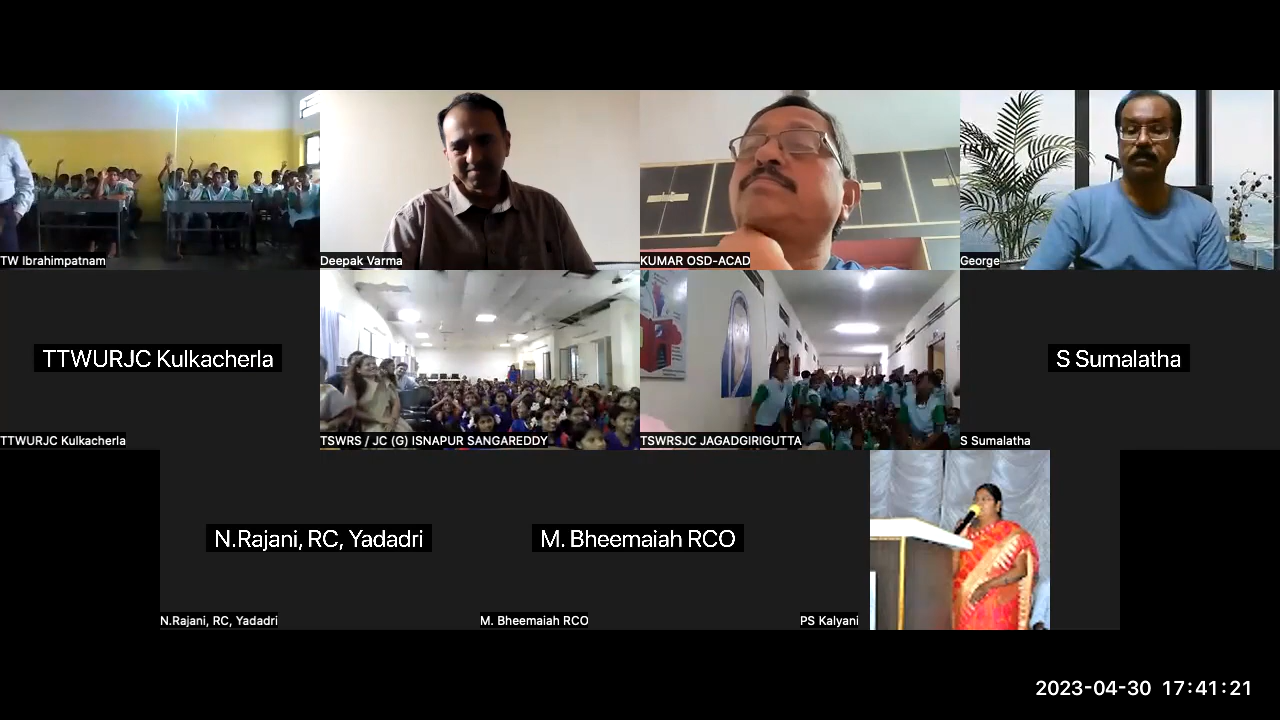 TW Ibrahimpatnam
Deepak Varma
KUMAR OSD-ACAD
George
TTWURJC Kulkacherla
S Sumalatha
TTWURJC Kulkacherla
TSWRS / JC (G) ISNAPUR SANGAREDDY
TSWRSJC JAGADGIRIGUTTA
S Sumalatha
N.Rajani, RC, Yadadri
M. Bheemaiah RCO
N.Rajani, RC, Yadadri
M. Bheemaiah RCO
PS Kalyani
2023-04-30 17:41:21